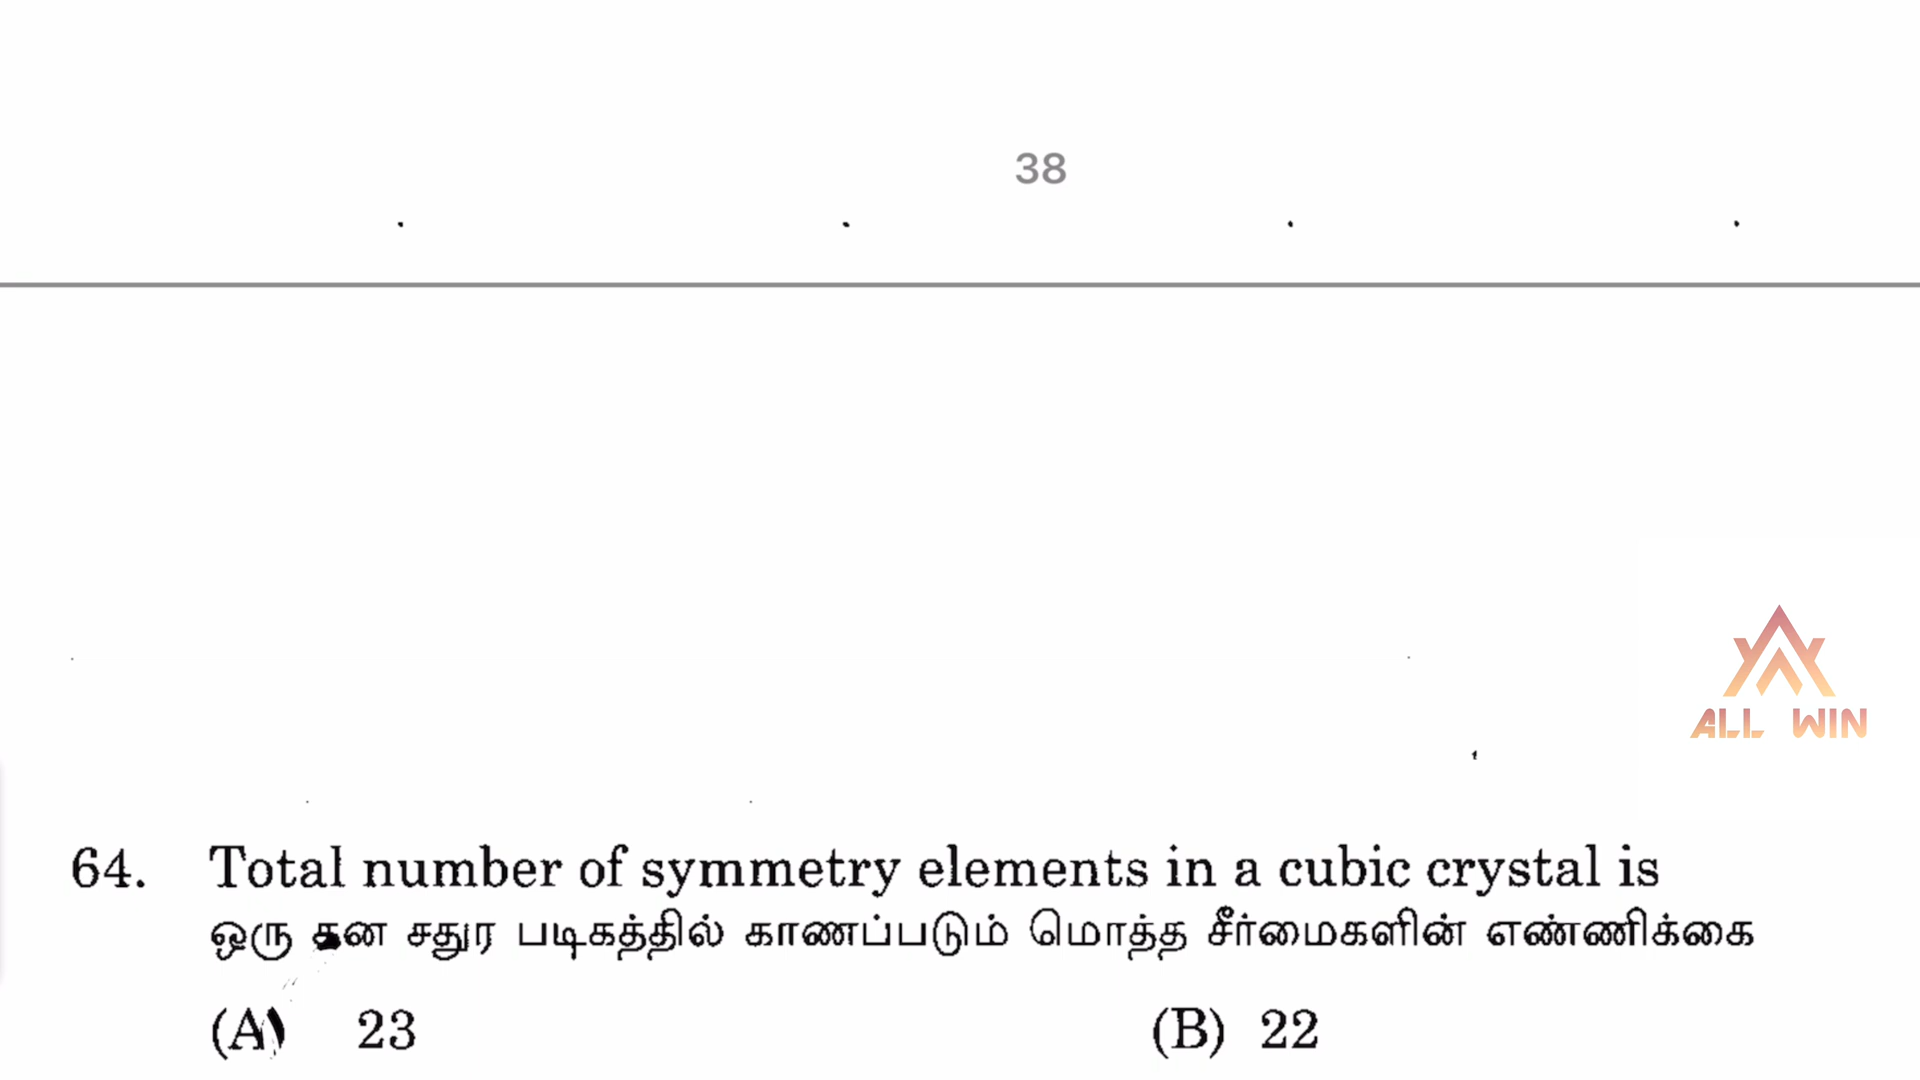 38
ALL WIN
64. Total number of symmetry elements in a cubic crystal is
ஒரு கன சதுர படிகத்தில் காணப்படும் மொத்த சீர்மைகளின் எண்ணிக்கை
(A) 23 (B) 22